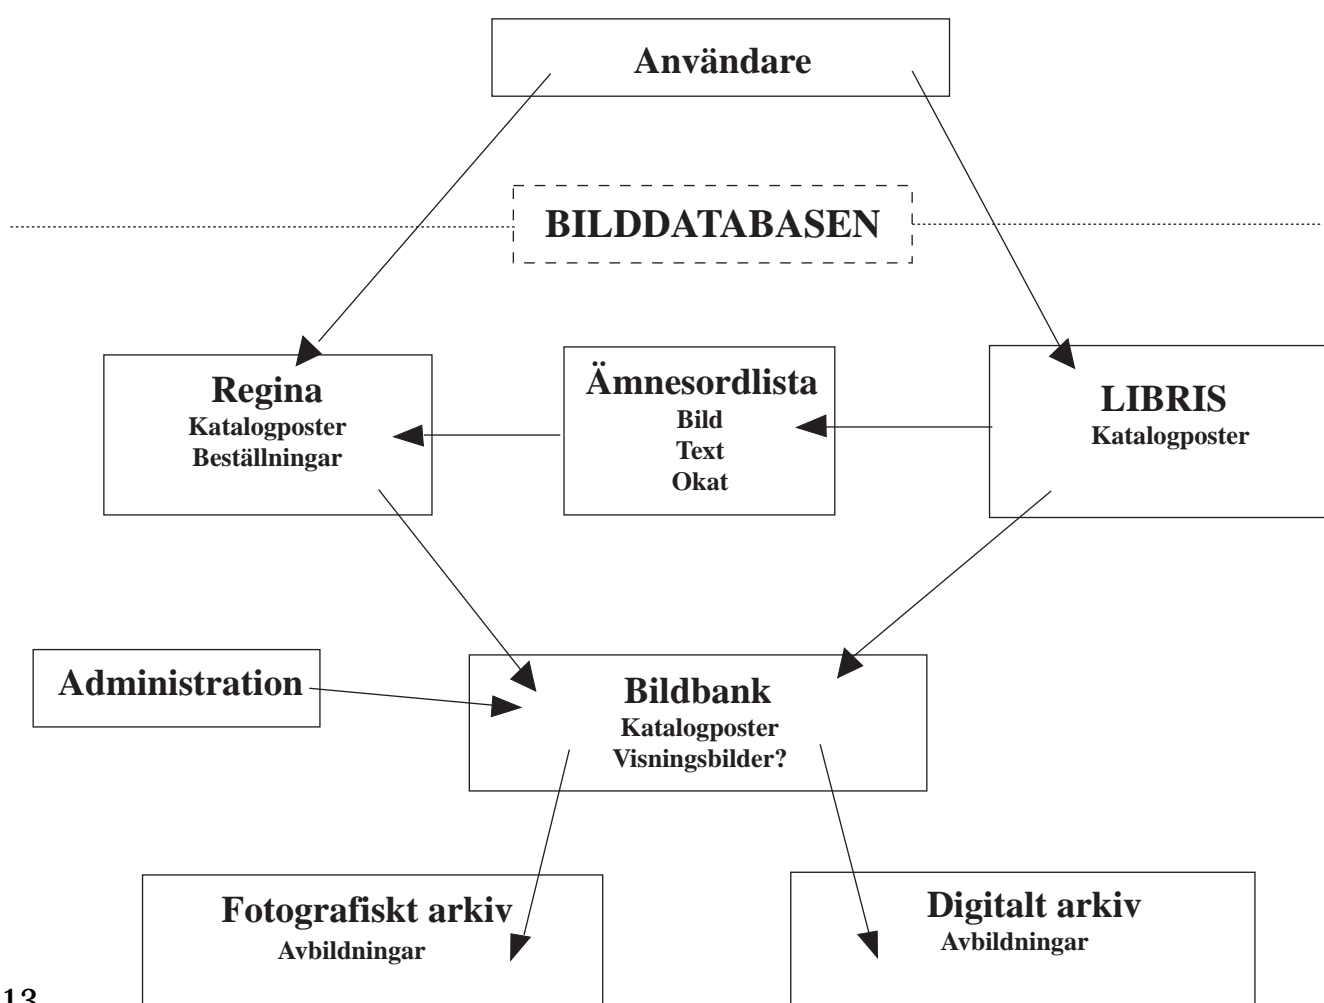 Användare
BILDDATABASEN
Regina
Katalogposter
Beställningar
Ämnesordlista
Bild
Text
Okat
LIBRIS
Katalogposter
Administration
Bildbank
Katalogposter
Visningsbilder?
Fotografiskt arkiv
Avbildningar
Digitalt arkiv
Avbildningar
13